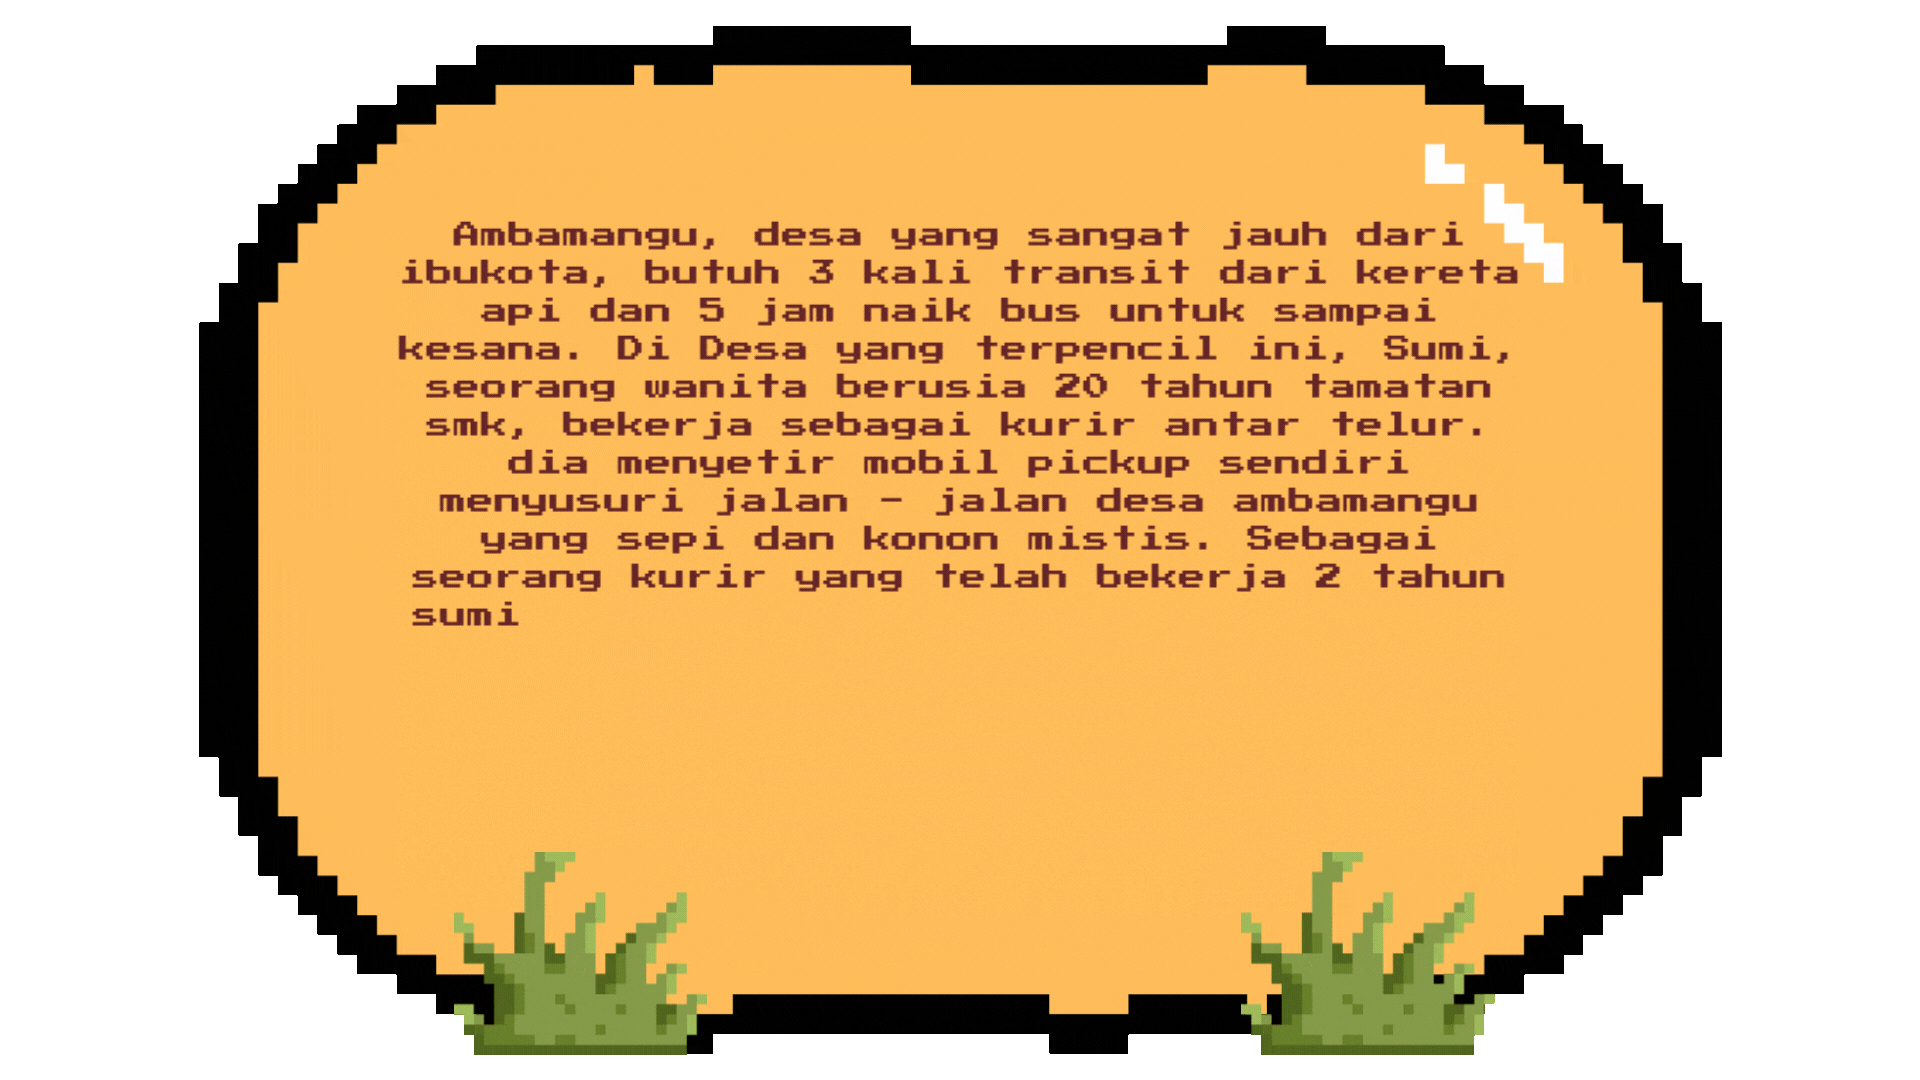 Ambamangu, desa yang sangat jauh dari
ibukota, butuh 3 kali transit dari kereta
api dan 5 jam naik bus untuk sampai
kesana. Di Desa yang terpencil ini, Sumi,
seorang wanita berusia 20 tahun tamatan
smk, bekerja sebagai kurir antar telur.
dia menyetir mobil pickup sendiri
menyusuri jalan - jalan desa ambamangu
yang sepi dan konon mistis. Sebagai
seorang kurir yang telah bekerja 2 tahun
sumi